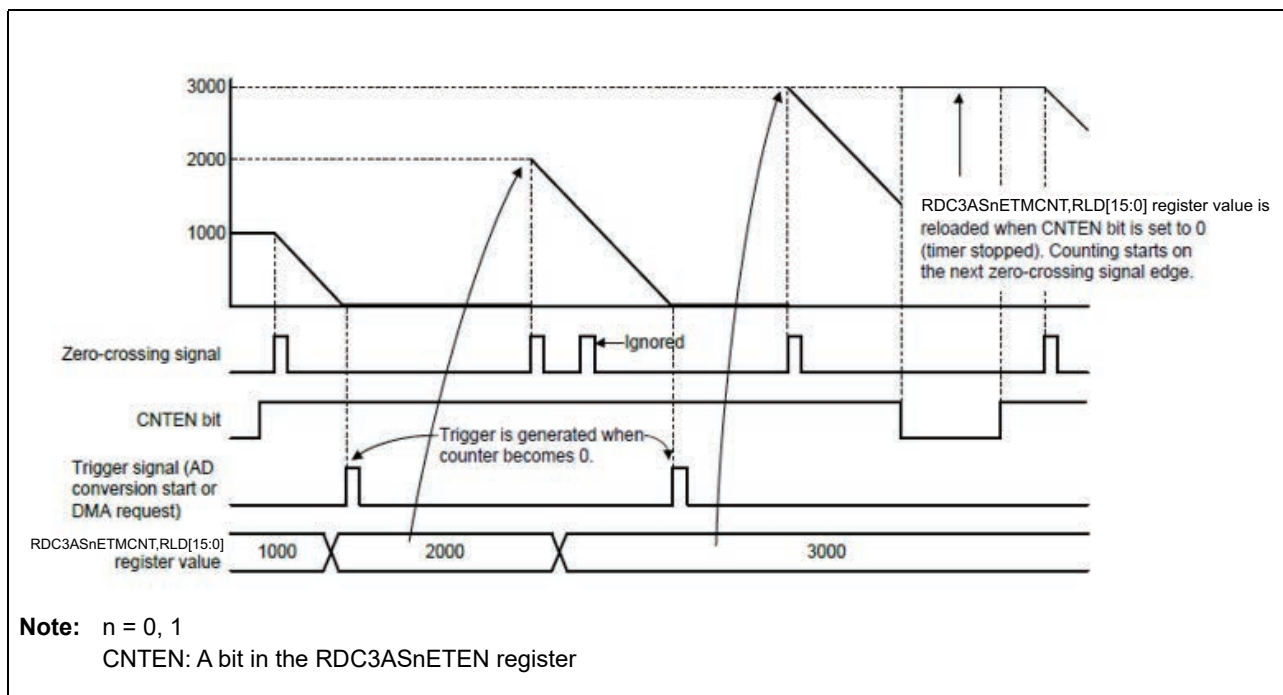 3000
2000
1000
RDC3ASnETMCNT,RLD[15:0] register value is
reloaded when CNTEN bit is set to 0
(timer stopped). Counting starts on
the next zero-crossing signal edge.
Zero-crossing signal
Ignored
CNTEN bit
Trigger is generated when
counter becomes 0.
Trigger signal (AD
conversion start or
DMA request)
RDC3ASnETMCNT,RLD[15:0]
register value
1000
2000
3000
Note: n = 0, 1
CNTEN: A bit in the RDC3ASnETEN register